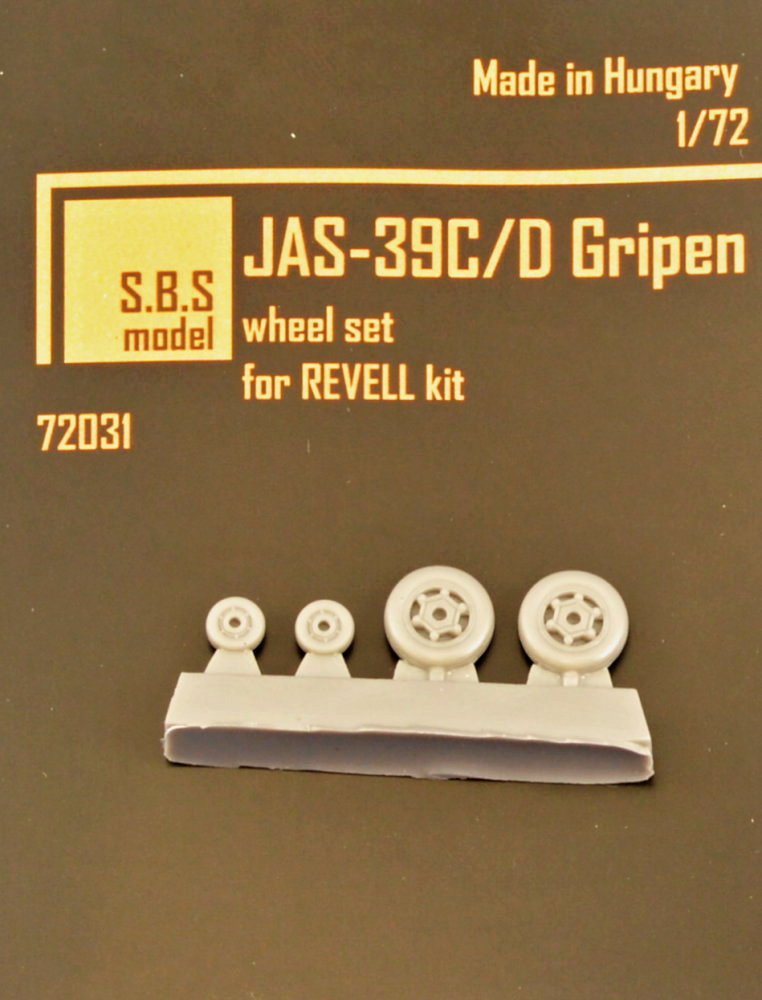 Made in Hungary
1/72
JAS-39C/D Gripen
S.B.S
model
wheel set
for REVELL kit
72031